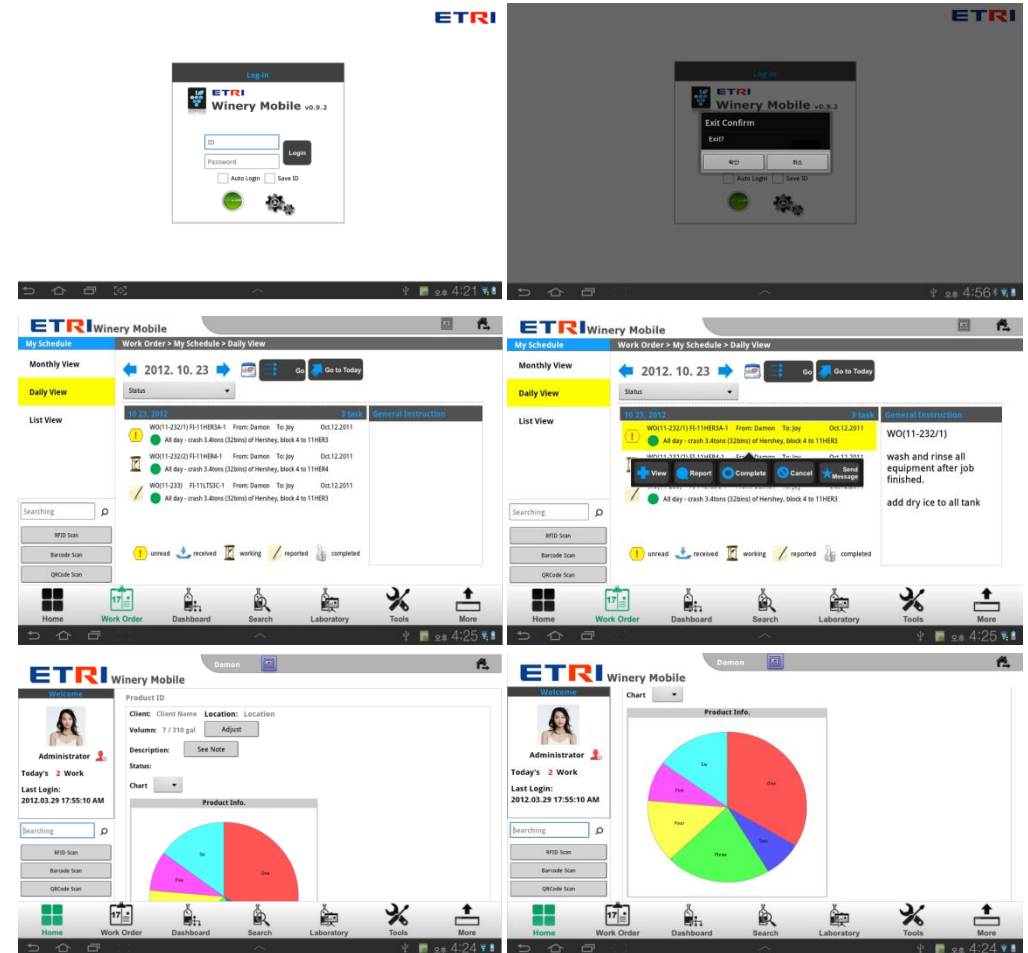 ETRI
Log-in
ETRI
Winery Mobile v0.9.2
ID
Password
Login
Auto Login
Save ID
오후 4:21
ETRI
Log-in
ETRI
Winery Mobile v0.9.2
Exit Confirm
Exit?
확인
취소
Auto Login
Save ID
오후 4:56
ETRI Winery Mobile
My Schedule
Work Order > My Schedule > Daily View
Monthly View
Daily View
List View
2012. 10. 23
Go
Go to Today
Status
10 23, 2012
3 task
General Instruction
WO(11-232/1) FI-11HER3A-1 From: Damon To: Joy Oct.12.2011
All day - crash 3.4tons (32bins) of Hershey, block 4 to 11HER3
WO(11-232/2) FI-11HER4-1 From: Damon To: Joy Oct.12.2011
All day - crash 3.4tons (32bins) of Hershey, block 4 to 11HER4
WO(11-233) FI-11LTS3C-1 From: Damon To: Joy Oct.12.2011
All day - crash 3.4tons (32bins) of Hershey, block 4 to 11HER3
Searching
RFID Scan
Barcode Scan
QRCode Scan
unread received working reported completed
Home Work Order Dashboard Search Laboratory Tools More
오후 4:25
ETRI Winery Mobile
My Schedule
Work Order > My Schedule > Daily View
Monthly View
Daily View
List View
2012. 10. 23
Go
Go to Today
Status
10 23, 2012
3 task
General Instruction
WO(11-232/1) FI-11HER3A-1 From: Damon To: Joy Oct.12.2011
All day - crash 3.4tons (32bins) of Hershey, block 4 to 11HER3
View
Report
Complete
Cancel
Send
Message
All day - crash 3.4tons (32bins) of Hershey, block 4 to 11HER3
WO(11-232/1)
wash and rinse all
equipment after job
finished.
add dry ice to all tank
Searching
RFID Scan
Barcode Scan
QRCode Scan
unread received working reported completed
Home Work Order Dashboard Search Laboratory Tools More
오후 4:25
ETRI Winery Mobile
Damon
Welcome
Administrator
Today's 2 Work
Last Login:
2012.03.29 17:55:10 AM
Searching
RFID Scan
Barcode Scan
QRCode Scan
Product ID
Client: Client Name Location: Location
Volumn: 7 / 310 gal
Adjust
Description:
See Note
Status:
Chart
Product Info.
Six
One
Five
Home Work Order Dashboard Search Laboratory Tools More
오후 4:24
ETRI Winery Mobile
Damon
Welcome
Administrator
Today's 2 Work
Last Login:
2012.03.29 17:55:10 AM
Searching
RFID Scan
Barcode Scan
QRCode Scan
Chart
Product Info.
Six
One
Five
Four
Two
Three
Home Work Order Dashboard Search Laboratory Tools More
오후 4:24